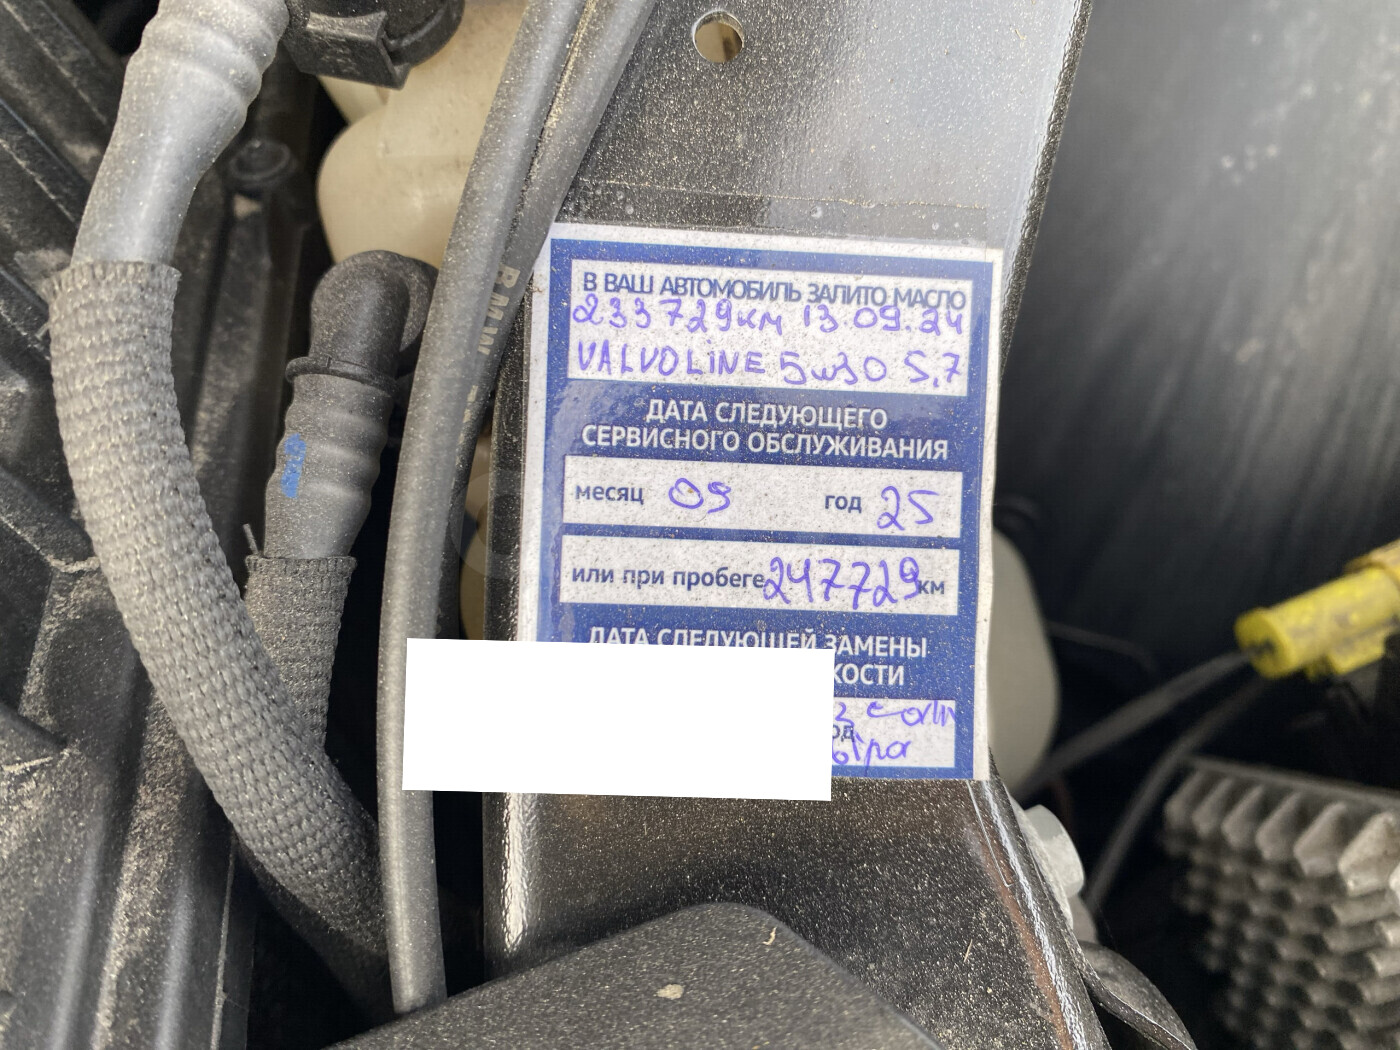 В ВАШ АВТОМОБИЛЬ ЗАЛИТО МАСЛО
233729км 13.09.24
VALVOLINE 5w30 5,7
ДАТА СЛЕДУЮЩЕГО
СЕРВИСНОГО ОБСЛУЖИВАНИЯ
месяц 09 год 25
или при пробеге 247729 км
ДАТА СЛЕДУЮЩЕЙ ЗАМЕНЫ